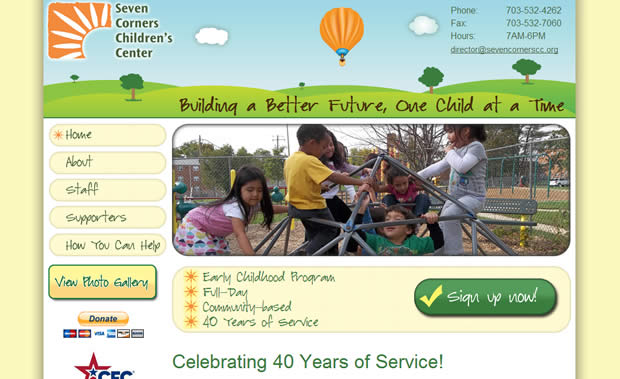 Seven
Corners
Children's
Center
Phone: 703-532-4262
Fax: 703-532-7060
Hours: 7AM-6PM
director@sevencornerscc.org
Building a Better Future, One Child at a Time
Home
About
Staff
Supporters
How You Can Help
View Photo Gallery
Donate
VISA
Early Childhood Program
Full-Day
Community-based
40 Years of Service
Sign up now!
Celebrating 40 Years of Service!
CFC